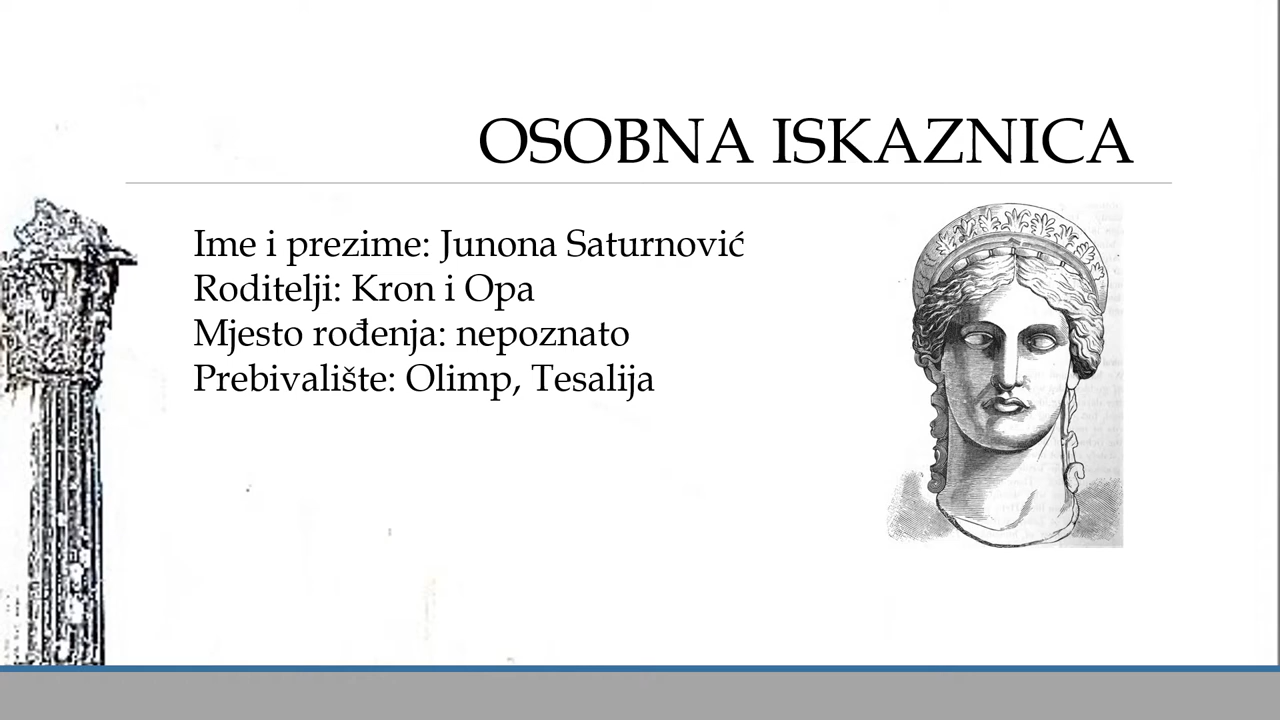 OSOBNA ISKAZNICA
Ime i prezime: Junona Saturnović
Roditelji: Kron i Opa
Mjesto rođenja: nepoznato
Prebivalište: Olimp, Tesalija